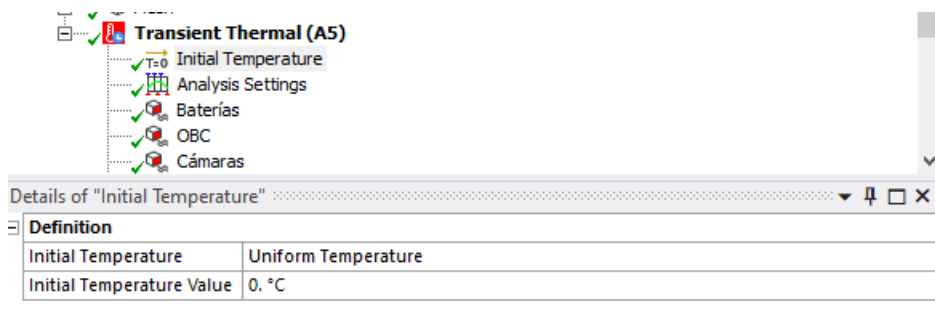 Transient Thermal (A5)
T=0 Initial Temperature
Analysis Settings
Baterías
OBC
Cámaras
Details of "Initial Temperature"
Definition
Initial Temperature Uniform Temperature
Initial Temperature Value 0. °C